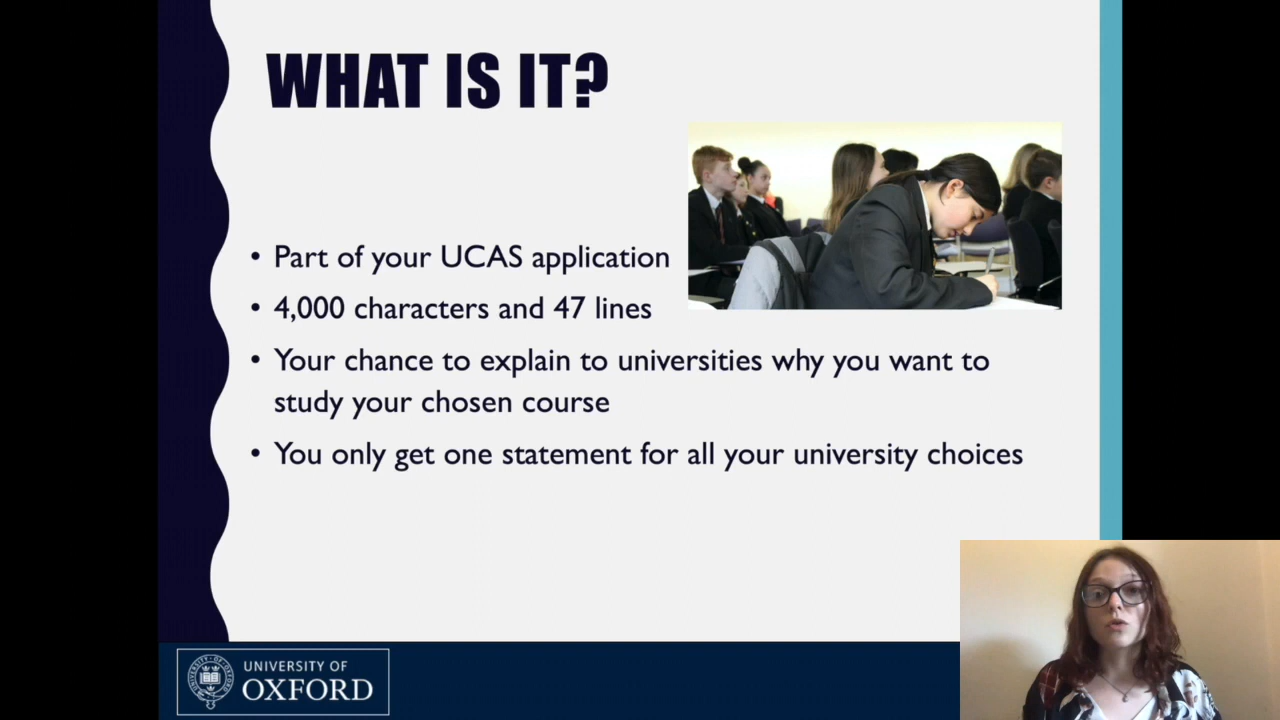 WHAT IS IT?
• Part of your UCAS application
• 4,000 characters and 47 lines
• Your chance to explain to universities why you want to
study your chosen course
• You only get one statement for all your university choices
UNIVERSITY OF
OXFORD